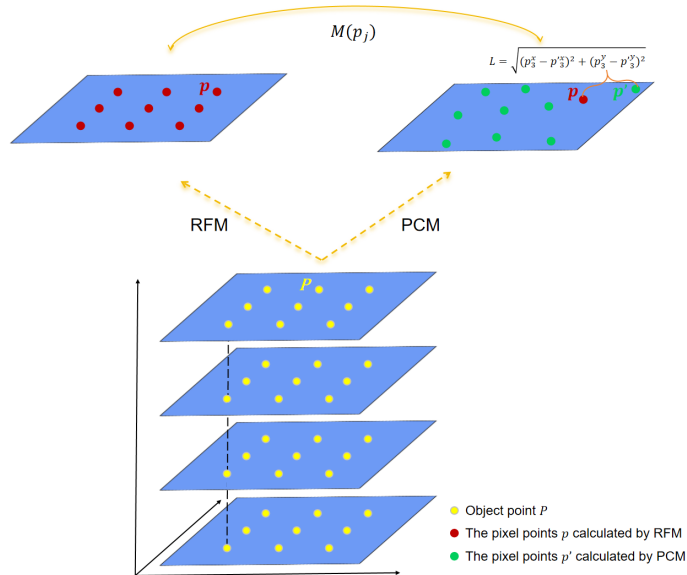 M(p_j)
L = √((p_3^x − p'_3^x)^2 + (p_3^y − p'_3^y)^2)
p
p p'
RFM PCM
P
Object point P
The pixel points p calculated by RFM
The pixel points p' calculated by PCM